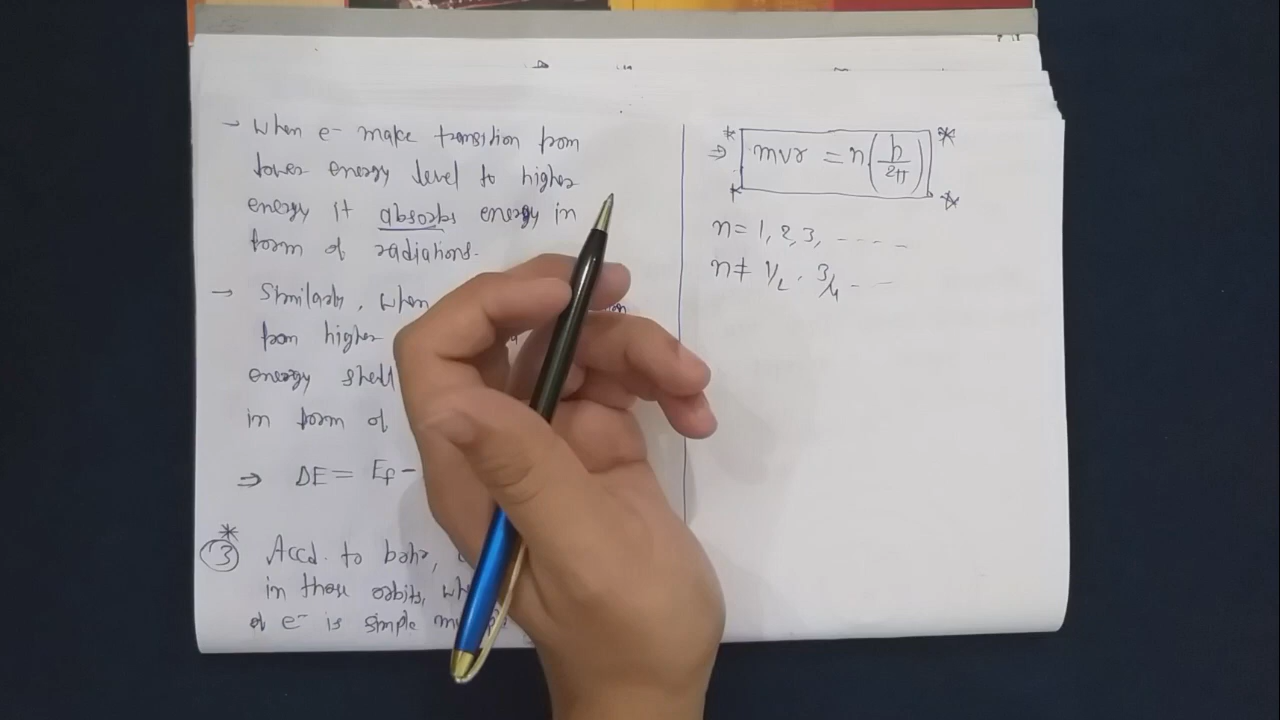 → When e- make transition from
lower energy level to higher
energy it absorbs energy in
form of radiations.
→ Similarly, when
from higher
energy shell
in form of
⇒ ΔE = Ef -
* (3) Accd. to bohr,
in those orbits,
of e- is simple
⇒ mvr = n(h/2π)
n = 1, 2, 3, ----
n ≠ 1/2, 3/4 ---